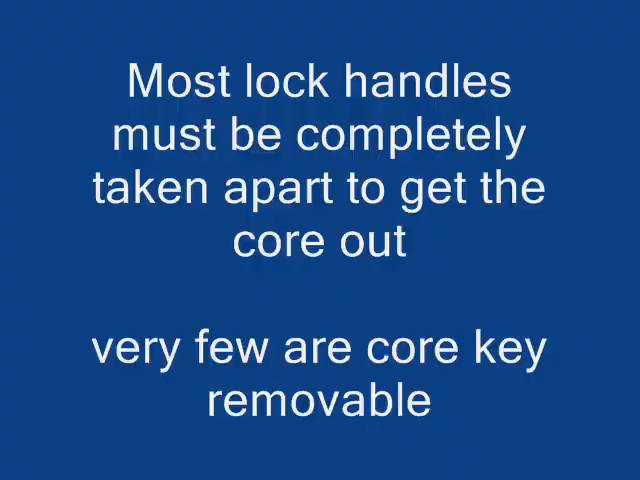 Most lock handles
must be completely
taken apart to get the
core out
very few are core key
removable